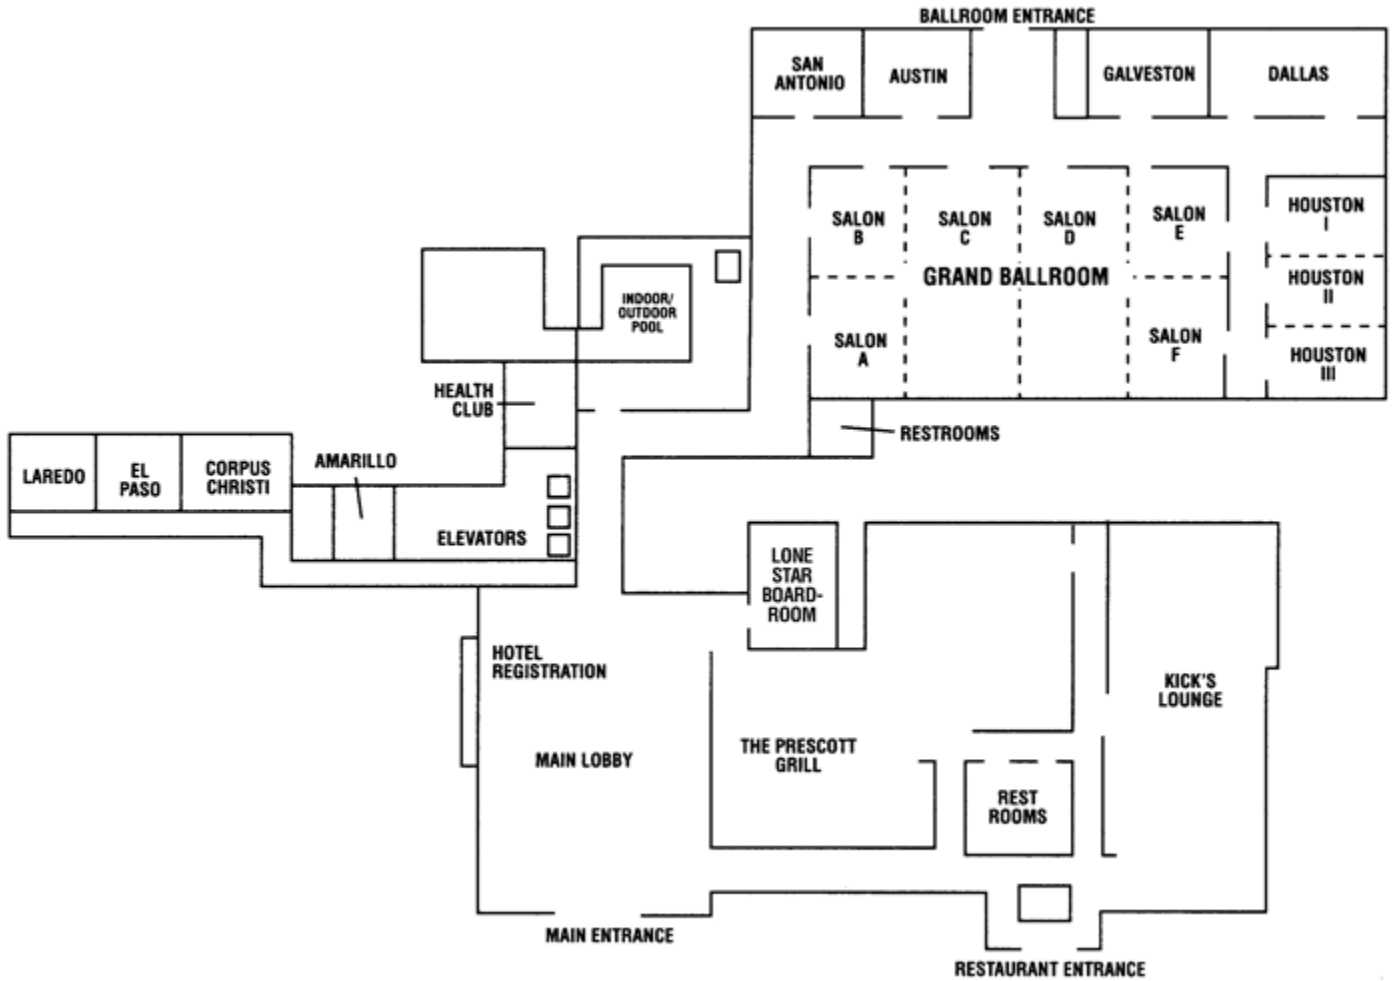 BALLROOM ENTRANCE
SAN
ANTONIO
AUSTIN
GALVESTON
DALLAS
SALON
B
SALON
C
SALON
D
SALON
E
HOUSTON
I
GRAND BALLROOM
HOUSTON
II
INDOOR/
OUTDOOR
POOL
SALON
A
SALON
F
HOUSTON
III
HEALTH
CLUB
RESTROOMS
LAREDO
EL
PASO
CORPUS
CHRISTI
AMARILLO
ELEVATORS
LONE
STAR
BOARD-
ROOM
HOTEL
REGISTRATION
KICK'S
LOUNGE
MAIN LOBBY
THE PRESCOTT
GRILL
REST
ROOMS
MAIN ENTRANCE
RESTAURANT ENTRANCE